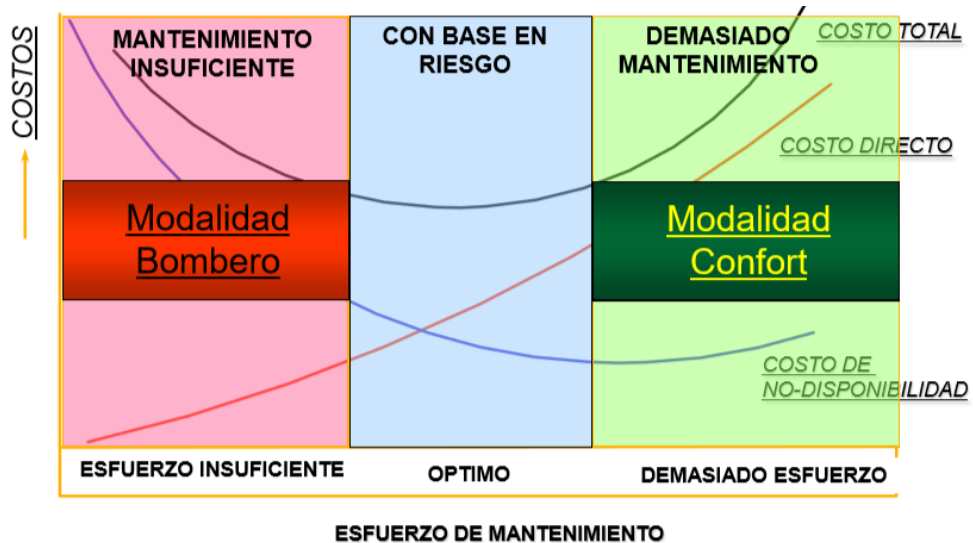 COSTOS
MANTENIMIENTO
INSUFICIENTE
CON BASE EN
RIESGO
DEMASIADO
MANTENIMIENTO
COSTO TOTAL
COSTO DIRECTO
Modalidad
Bombero
Modalidad
Confort
COSTO DE
NO-DISPONIBILIDAD
ESFUERZO INSUFICIENTE
OPTIMO
DEMASIADO ESFUERZO
ESFUERZO DE MANTENIMIENTO